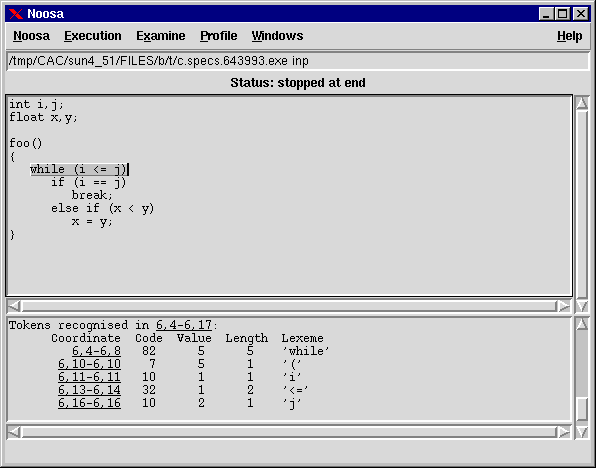 Noosa
Noosa Execution Examine Profile Windows Help
/tmp/CAC/sun4_51/FILES/b/t/c.specs.643993.exe inp
Status: stopped at end
int i,j;
float x,y;
foo()
{
while (i <= j)
if (i == j)
break;
else if (x < y)
x = y;
}
Tokens recognised in 6,4-6,17:
Coordinate Code Value Length Lexeme
6,4-6,8 82 5 5 'while'
6,10-6,10 7 5 1 '('
6,11-6,11 10 1 1 'i'
6,13-6,14 32 1 2 '<='
6,16-6,16 10 2 1 'j'